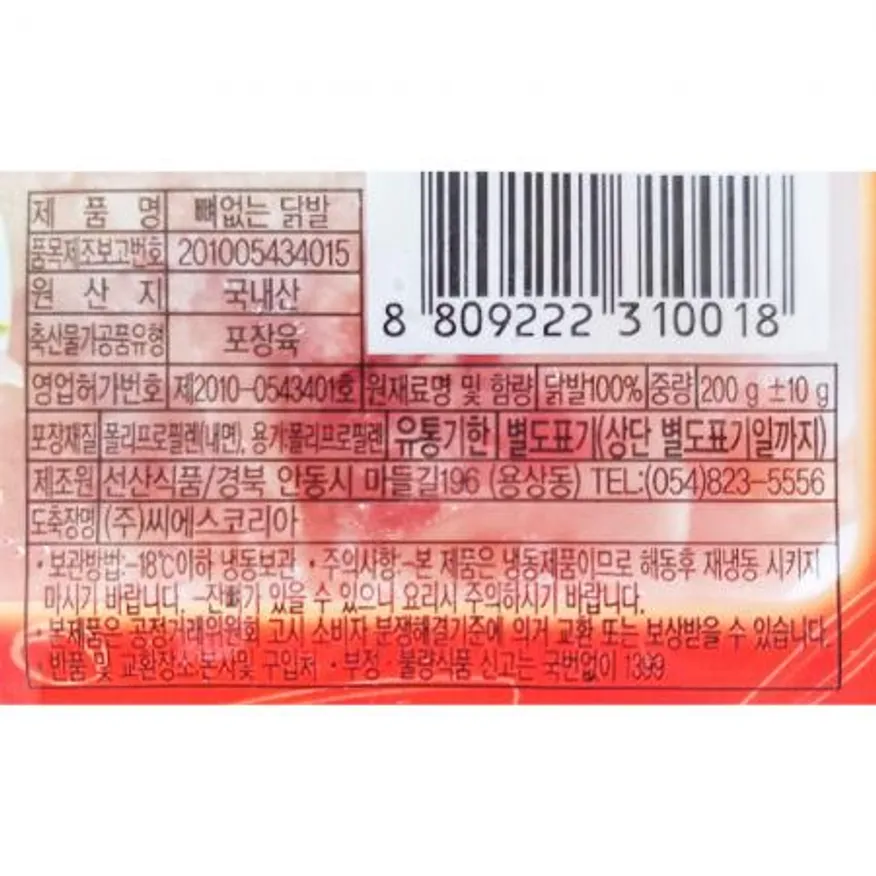 제 품 명 뼈없는 닭발
품목제조보고번호 201005434015
원 산 지 국내산
축산물가공품유형 포장육
8 809222 310018
영업허가번호 제2010-0543401호 원재료명 및 함량 닭발100% 중량 200 g ±10 g
포장재질 폴리프로필렌(내면), 용기:폴리프로필렌 유통기한 별도표기(상단 별도표기일까지)
제조원 선산식품/경북 안동시 마들길196 (용상동) TEL:(054)823-5556
도축장명 (주)씨에스코리아
·보관방법:-18℃이하 냉동보관 ·주의사항:-본 제품은 냉동제품이므로 해동후 재냉동 시키지
마시기 바랍니다. -잔뼈가 있을 수 있으니 요리시 주의하시기 바랍니다.
·본제품은 공정거래위원회 고시 소비자 분쟁해결기준에 의거 교환 또는 보상받을 수 있습니다.
·반품 및 교환장소:본사및 구입처 ·부정·불량식품 신고는 국번없이 1399